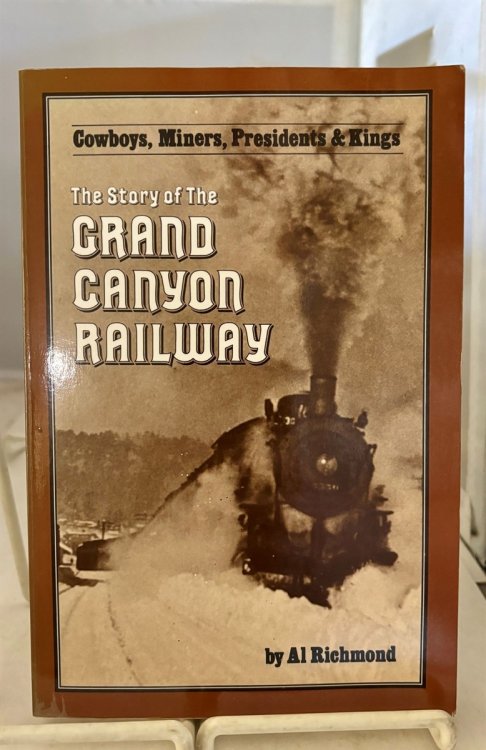 Cowboys, Miners, Presidents & Kings
The Story of The
GRAND
CANYON
RAILWAY
by Al Richmond